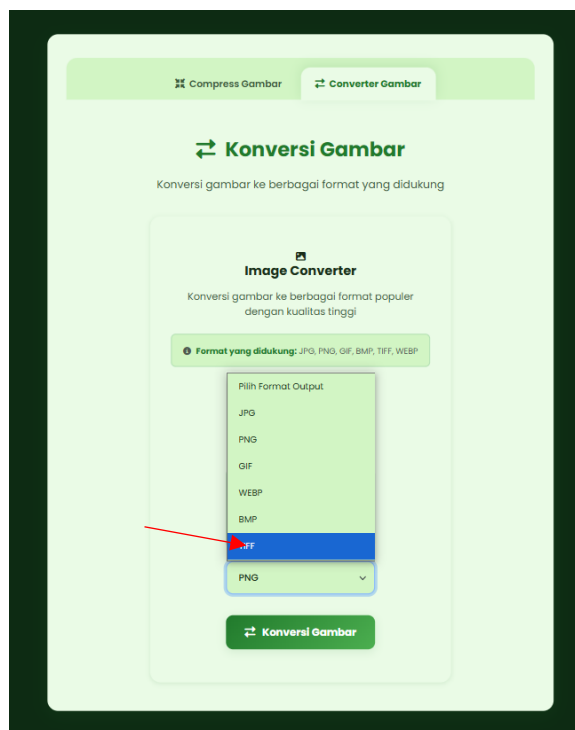 Compress Gambar
Converter Gambar
Konversi Gambar
Konversi gambar ke berbagai format yang didukung
Image Converter
Konversi gambar ke berbagai format populer
dengan kualitas tinggi
Format yang didukung: JPG, PNG, GIF, BMP, TIFF, WEBP
Pilih Format Output
JPG
PNG
GIF
WEBP
BMP
TIFF
PNG
Konversi Gambar